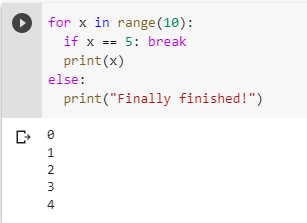 for x in range(10):
  if x == 5: break
  print(x)
else:
  print("Finally finished!")
0
1
2
3
4